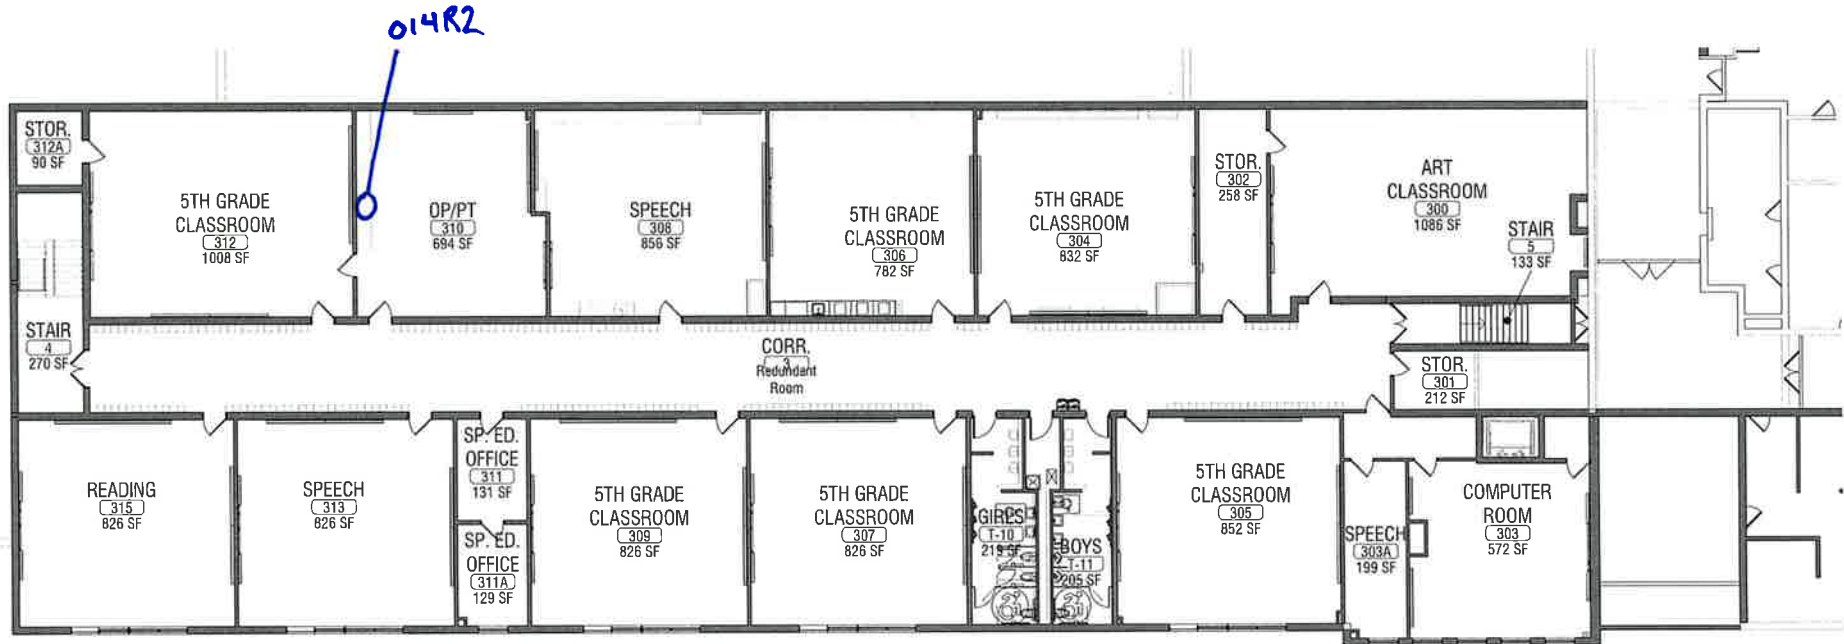 014R2
STOR.
312A
90 SF
5TH GRADE
CLASSROOM
312
1008 SF
OP/PT
310
694 SF
SPEECH
308
856 SF
5TH GRADE
CLASSROOM
306
782 SF
5TH GRADE
CLASSROOM
304
832 SF
STOR.
302
258 SF
ART
CLASSROOM
300
1086 SF
STAIR
5
133 SF
STAIR
4
270 SF
CORR.
3
Redundant
Room
STOR.
301
212 SF
READING
315
826 SF
SPEECH
313
826 SF
SP. ED.
OFFICE
311
131 SF
SP. ED.
OFFICE
311A
129 SF
5TH GRADE
CLASSROOM
309
826 SF
5TH GRADE
CLASSROOM
307
826 SF
GIRLS
T-10
219 SF
BOYS
T-11
205 SF
5TH GRADE
CLASSROOM
305
852 SF
SPEECH
303A
199 SF
COMPUTER
ROOM
303
572 SF